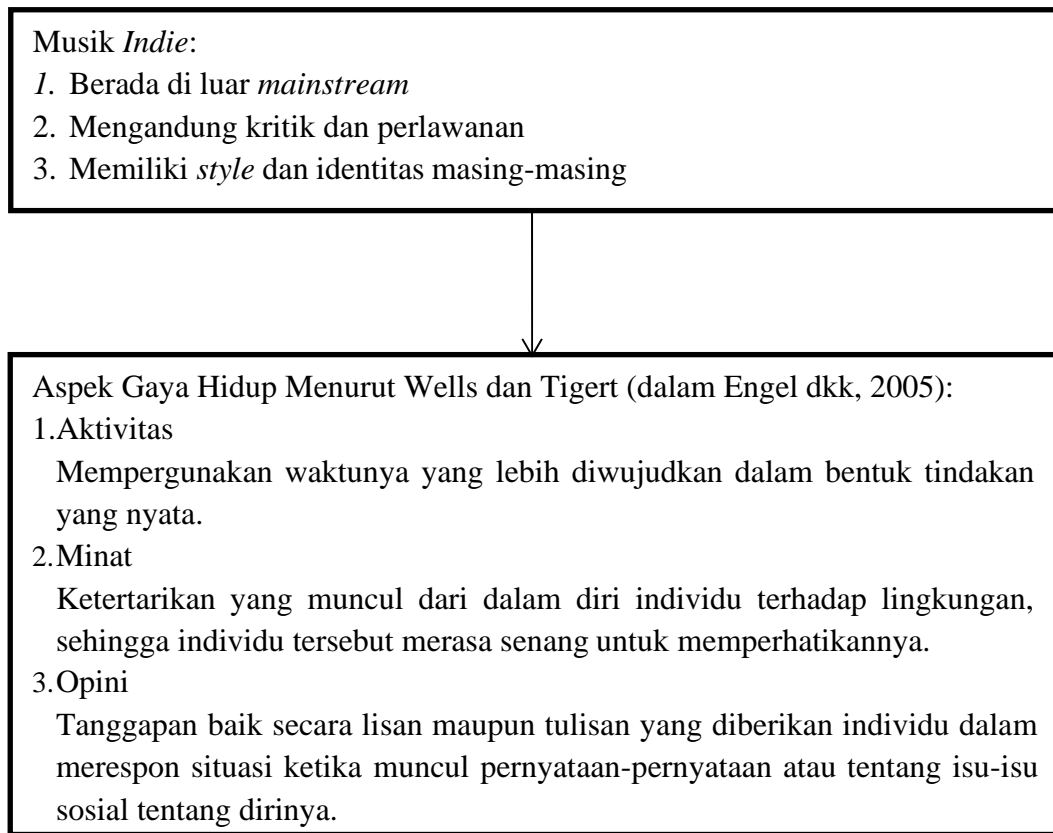 Musik Indie:
1. Berada di luar mainstream
2. Mengandung kritik dan perlawanan
3. Memiliki style dan identitas masing-masing
Aspek Gaya Hidup Menurut Wells dan Tigert (dalam Engel dkk, 2005):
1.Aktivitas
Mempergunakan waktunya yang lebih diwujudkan dalam bentuk tindakan
yang nyata.
2.Minat
Ketertarikan yang muncul dari dalam diri individu terhadap lingkungan,
sehingga individu tersebut merasa senang untuk memperhatikannya.
3.Opini
Tanggapan baik secara lisan maupun tulisan yang diberikan individu dalam
merespon situasi ketika muncul pernyataan-pernyataan atau tentang isu-isu
sosial tentang dirinya.